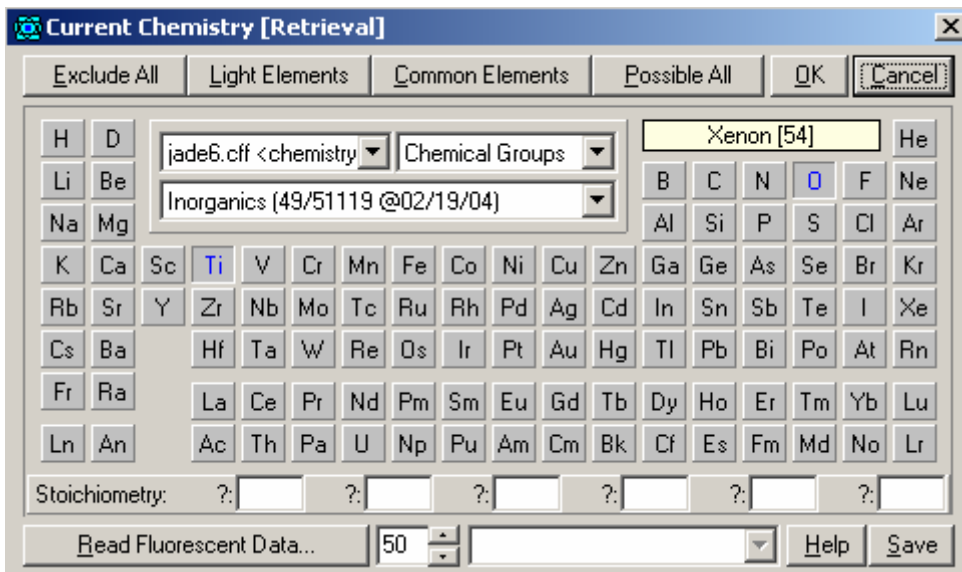 Current Chemistry [Retrieval]
Exclude All Light Elements Common Elements Possible All OK Cancel
H D jade6.cff <chemistry Chemical Groups Xenon [54] He
Li Be Inorganics (49/51119 @02/19/04) B C N O F Ne
Na Mg Al Si P S Cl Ar
K Ca Sc Ti V Cr Mn Fe Co Ni Cu Zn Ga Ge As Se Br Kr
Rb Sr Y Zr Nb Mo Tc Ru Rh Pd Ag Cd In Sn Sb Te I Xe
Cs Ba Hf Ta W Re Os Ir Pt Au Hg Tl Pb Bi Po At Rn
Fr Ra La Ce Pr Nd Pm Sm Eu Gd Tb Dy Ho Er Tm Yb Lu
Ln An Ac Th Pa U Np Pu Am Cm Bk Cf Es Fm Md No Lr
Stoichiometry: ?: ?: ?: ?: ?: ?:
Read Fluorescent Data... 50 Help Save